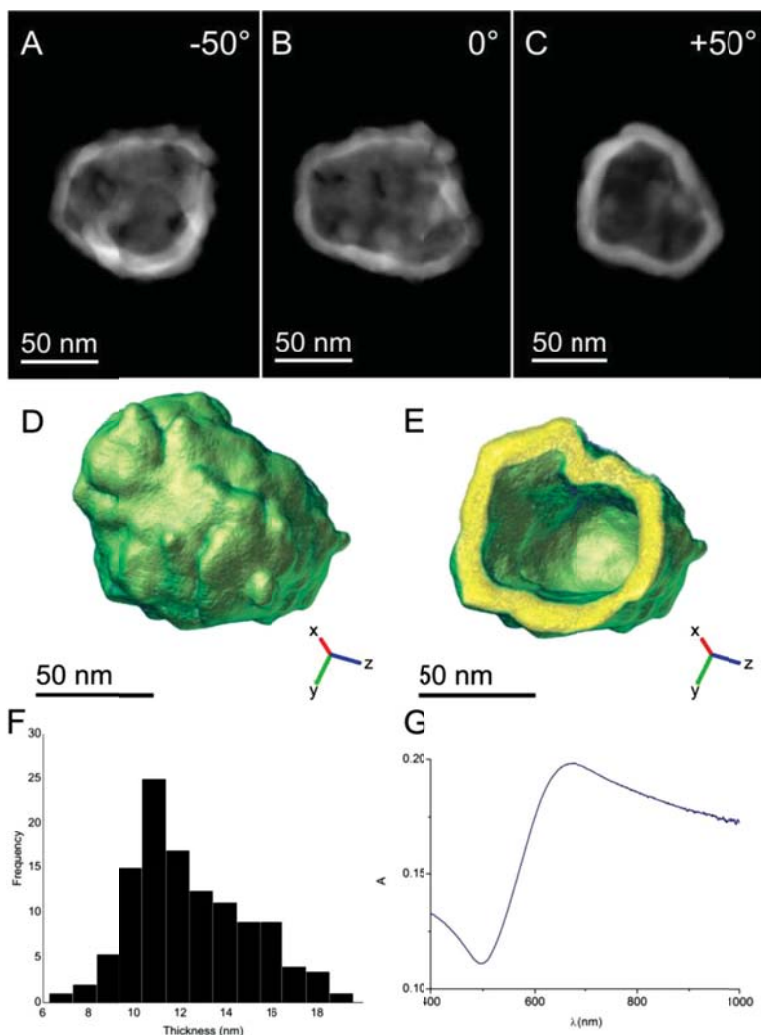 A -50°
B 0°
C +50°
50 nm
50 nm
50 nm
D
E
x
z
y
50 nm
x
z
y
50 nm
F
30
25
20
15
10
5
0
Frequency
6 8 10 12 14 16 18
Thickness (nm)
G
0.20
0.15
0.10
A
400 600 800 1000
λ(nm)